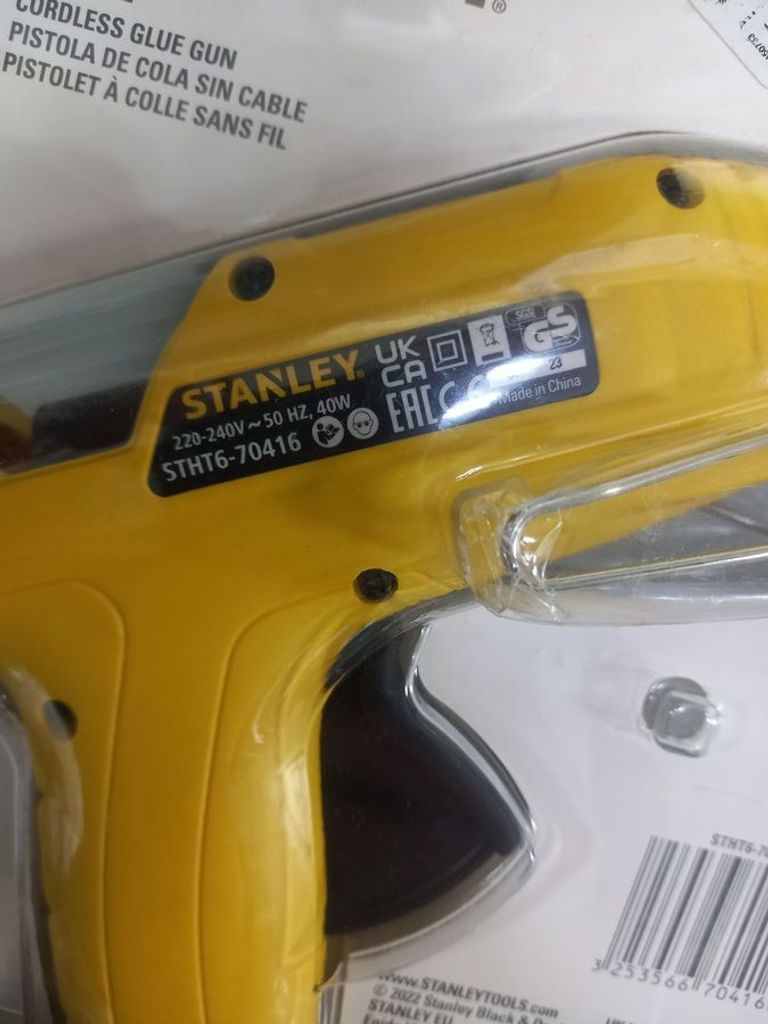 ®
CORDLESS GLUE GUN
PISTOLA DE COLA SIN CABLE
PISTOLET À COLLE SANS FIL
STANLEY®
220-240V ~ 50 HZ, 40W
STHT6-70416
UK
CA
EAC
GS
23
Made in China
STHT6-70
3 253566 70416
www.STANLEYTOOLS.com
© 2022 Stanley Black & D
STANLEY EU